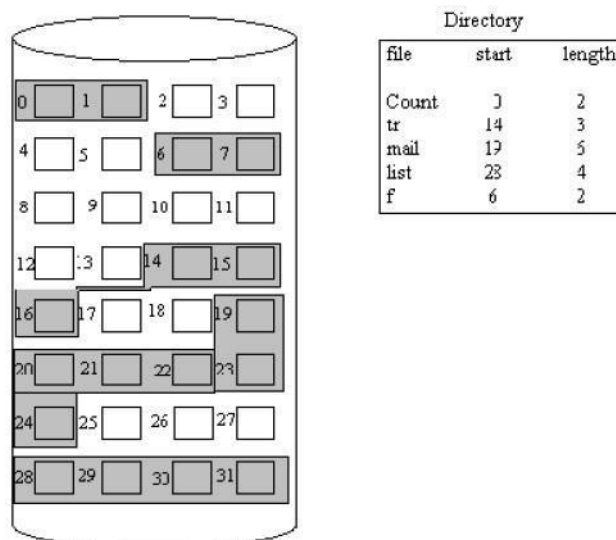 Directory
file start length
Count 0 2
tr 14 3
mail 19 6
list 28 4
f 6 2
0 1 2 3
4 5 6 7
8 9 10 11
12 13 14 15
16 17 18 19
20 21 22 23
24 25 26 27
28 29 30 31